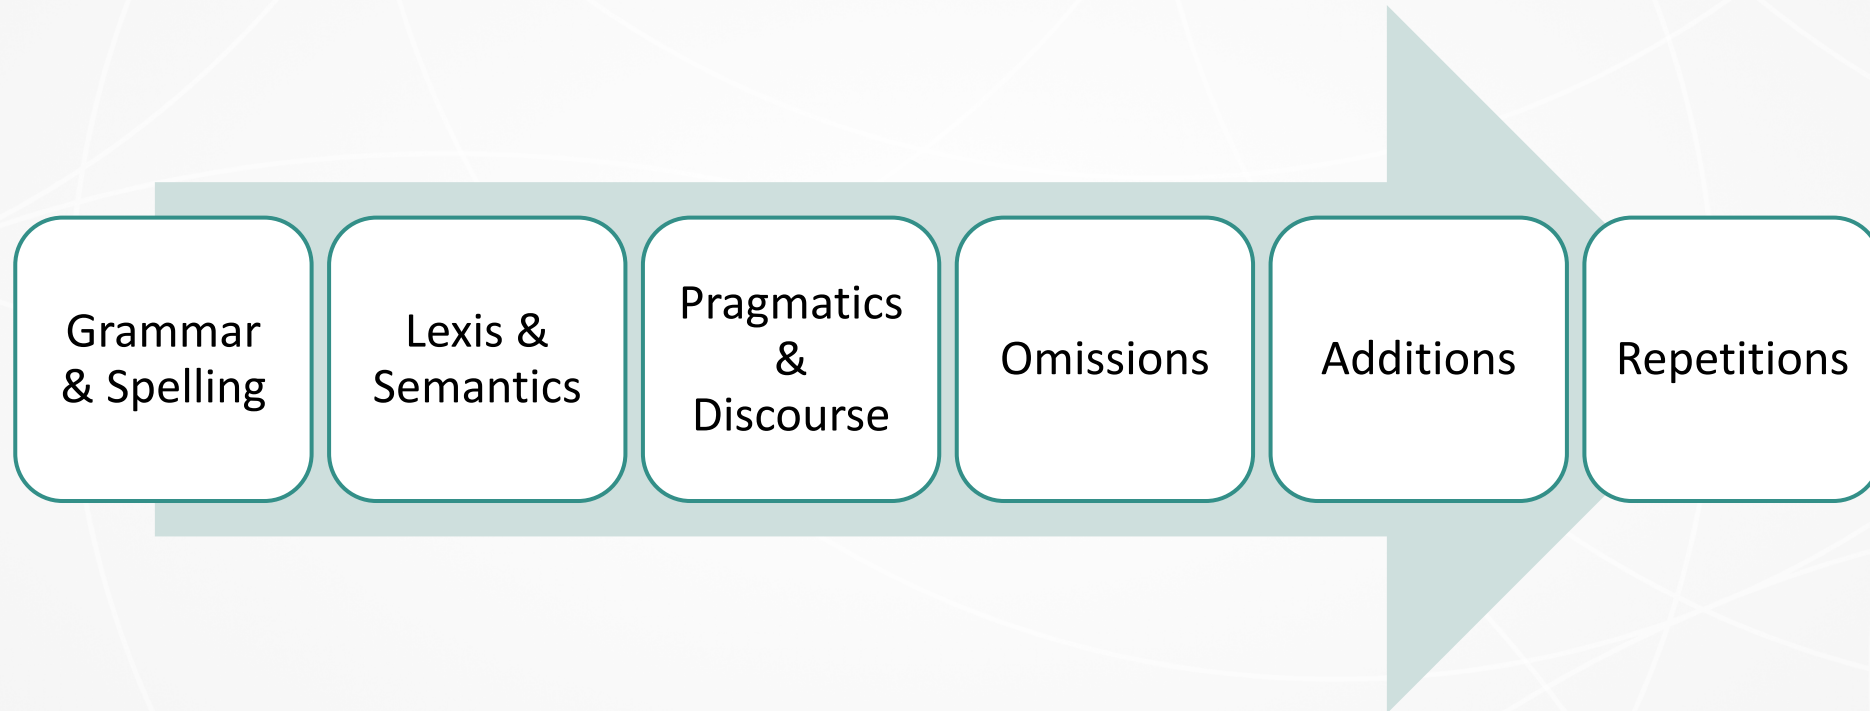 Grammar
& Spelling
Lexis &
Semantics
Pragmatics
&
Discourse
Omissions
Additions
Repetitions